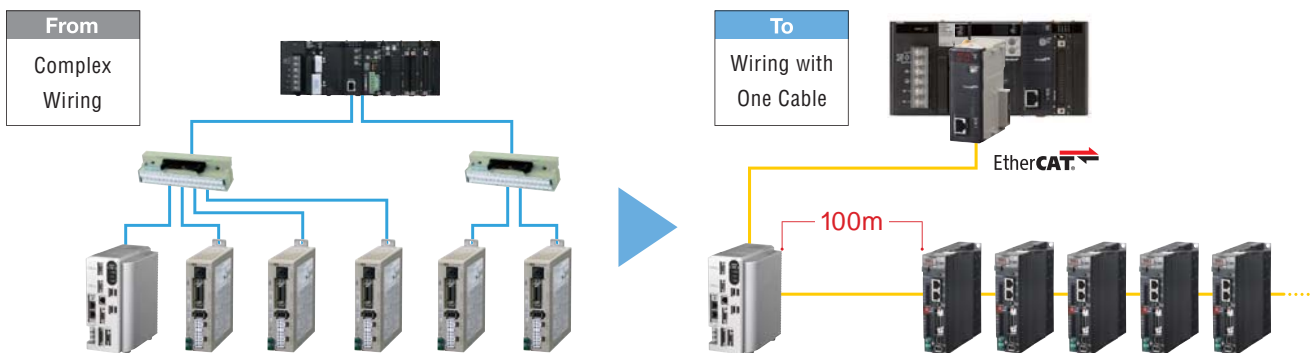 From
Complex
Wiring
To
Wiring with
One Cable
EtherCAT®
100m